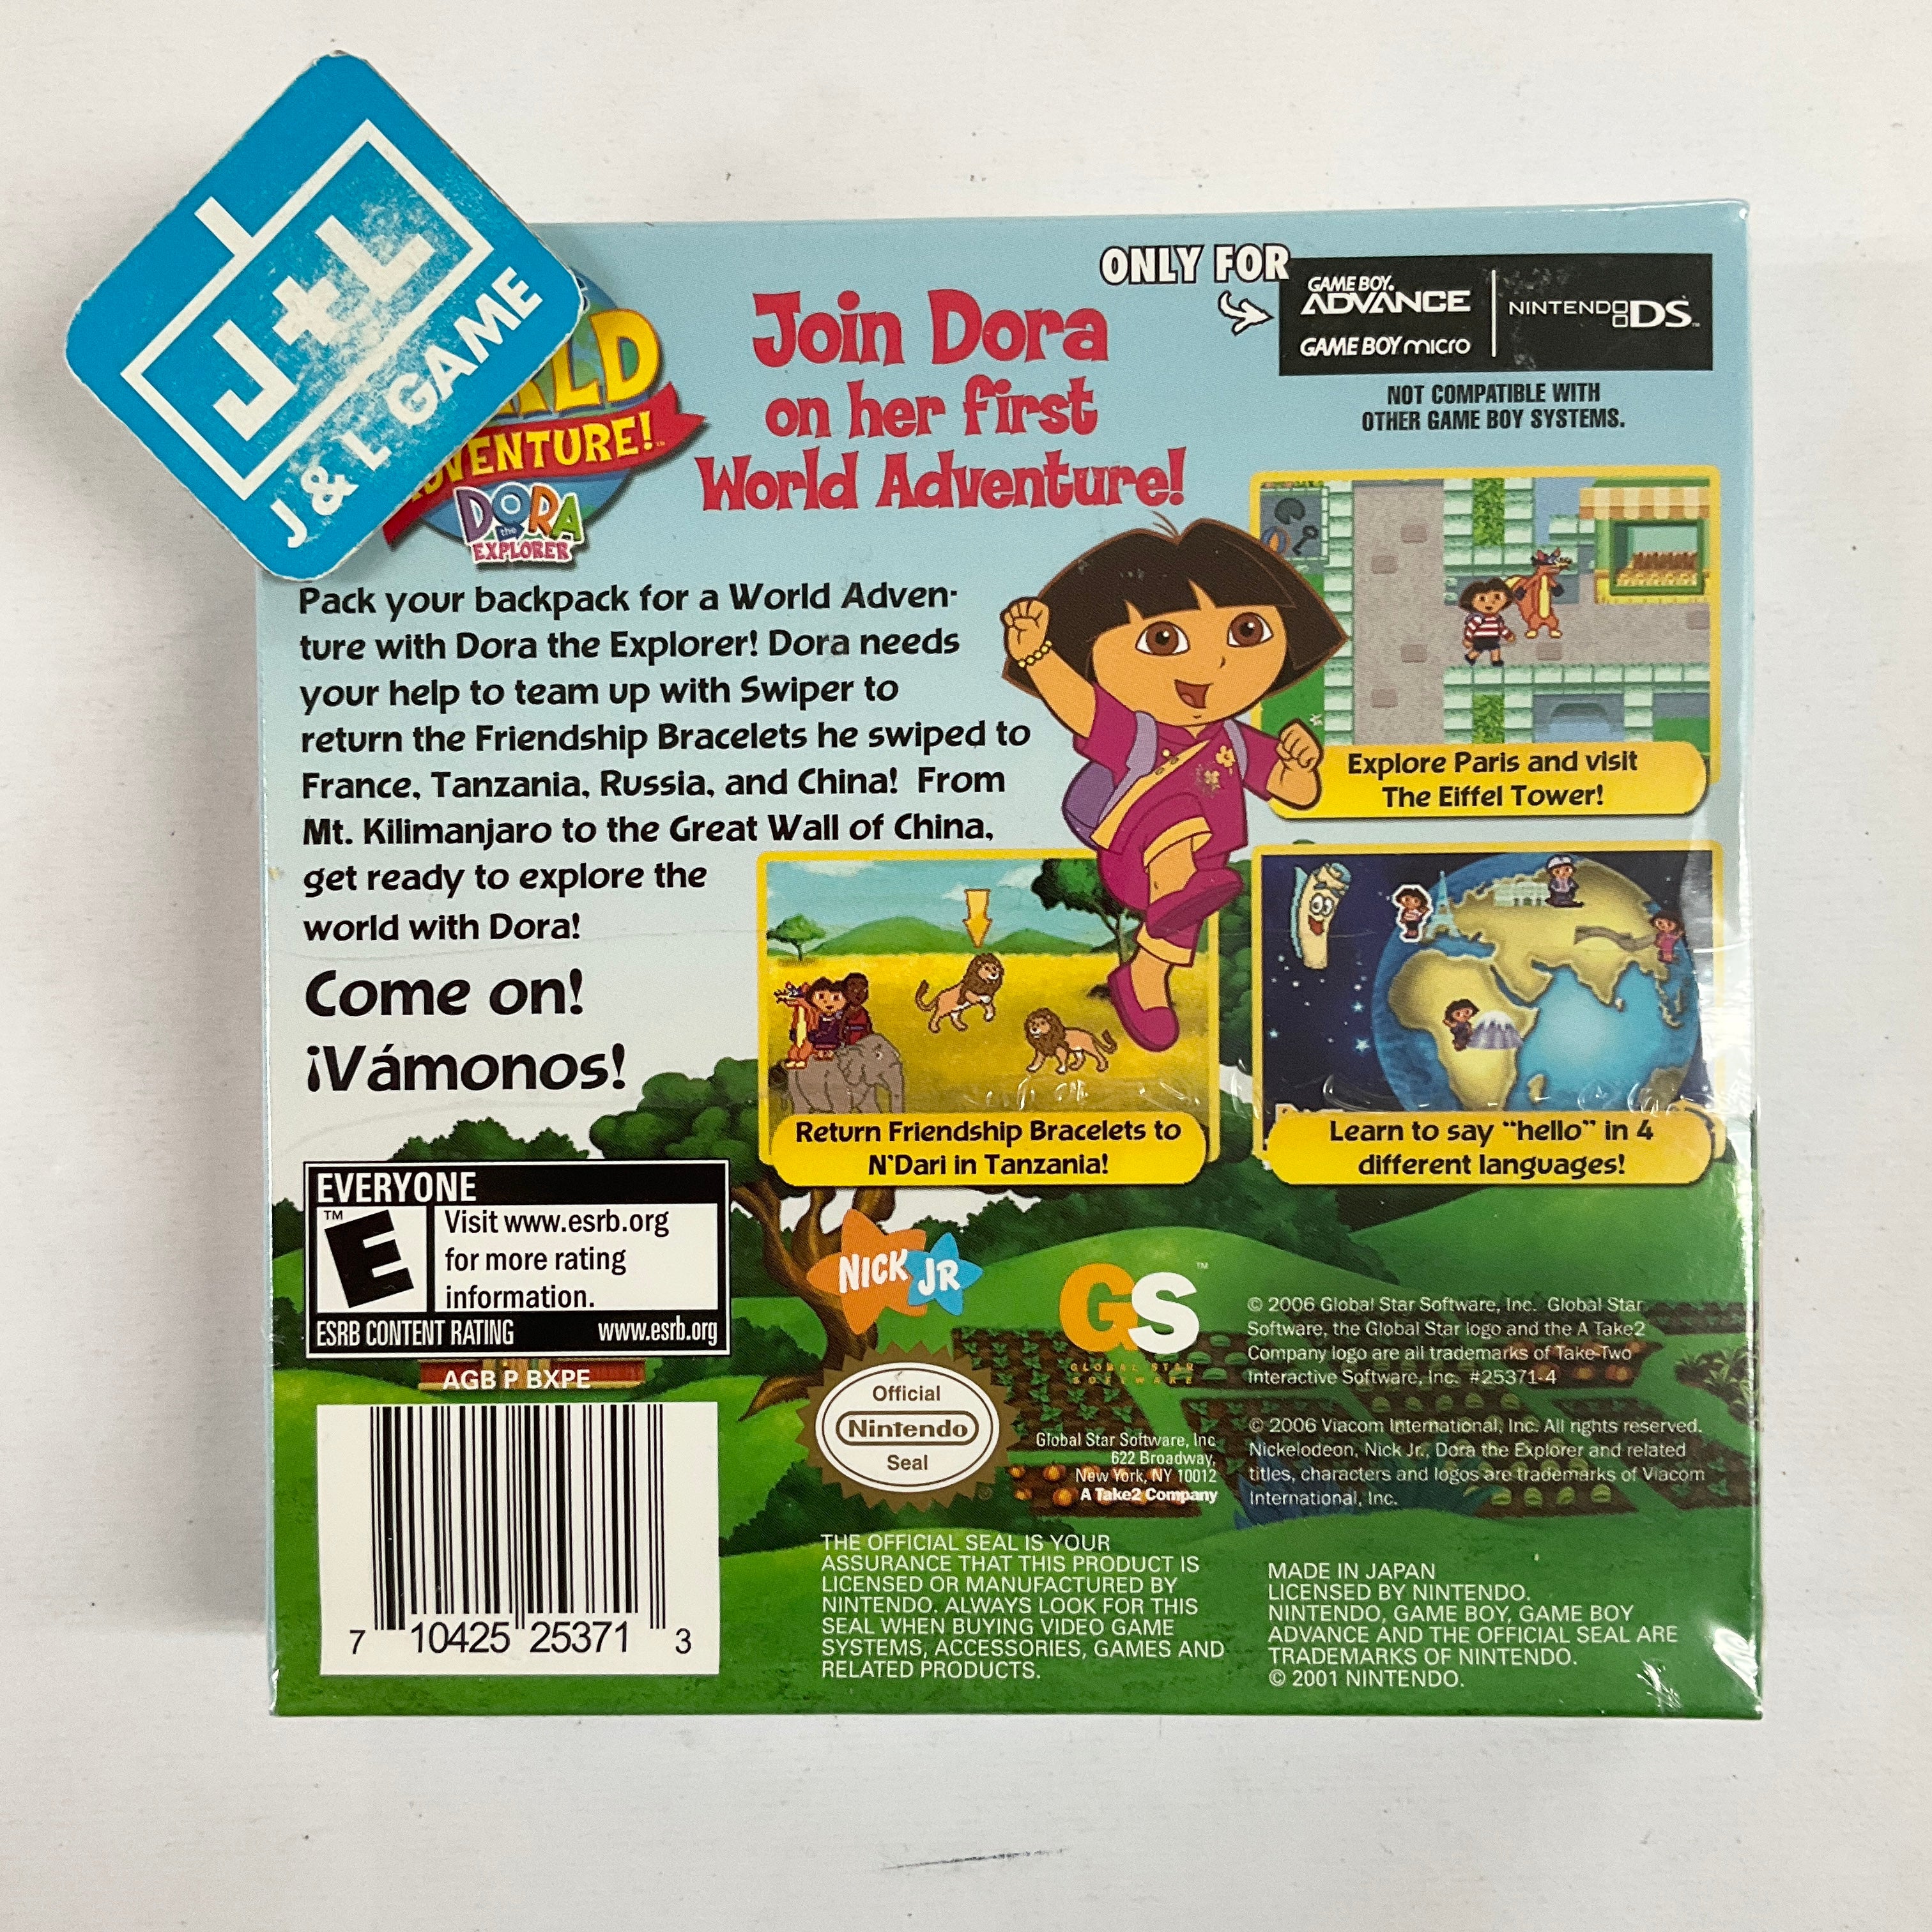 J+L
J & L GAME
ADVENTURE!
DORA
the
EXPLORER
Join Dora
on her first
World Adventure!
ONLY FOR
GAME BOY.
ADVANCE
GAME BOY micro
NINTENDO DS™
NOT COMPATIBLE WITH
OTHER GAME BOY SYSTEMS.
Pack your backpack for a World Adven-
ture with Dora the Explorer! Dora needs
your help to team up with Swiper to
return the Friendship Bracelets he swiped to
France, Tanzania, Russia, and China! From
Mt. Kilimanjaro to the Great Wall of China,
get ready to explore the
world with Dora!
Come on!
¡Vámonos!
Explore Paris and visit
The Eiffel Tower!
Return Friendship Bracelets to
N'Dari in Tanzania!
Learn to say "hello" in 4
different languages!
EVERYONE
E™
Visit www.esrb.org
for more rating
information.
ESRB CONTENT RATING www.esrb.org
AGB P BXPE
7 10425 25371 3
NICK JR
GS™
GLOBAL STAR
SOFTWARE
Official
Nintendo
Seal
Global Star Software, Inc
622 Broadway,
New York, NY 10012
A Take2 Company
© 2006 Global Star Software, Inc. Global Star
Software, the Global Star logo and the A Take2
Company logo are all trademarks of Take-Two
Interactive Software, Inc. #25371-4
© 2006 Viacom International, Inc. All rights reserved.
Nickelodeon, Nick Jr., Dora the Explorer and related
titles, characters and logos are trademarks of Viacom
International, Inc.
THE OFFICIAL SEAL IS YOUR
ASSURANCE THAT THIS PRODUCT IS
LICENSED OR MANUFACTURED BY
NINTENDO. ALWAYS LOOK FOR THIS
SEAL WHEN BUYING VIDEO GAME
SYSTEMS, ACCESSORIES, GAMES AND
RELATED PRODUCTS.
MADE IN JAPAN
LICENSED BY NINTENDO.
NINTENDO, GAME BOY, GAME BOY
ADVANCE AND THE OFFICIAL SEAL ARE
TRADEMARKS OF NINTENDO.
© 2001 NINTENDO.